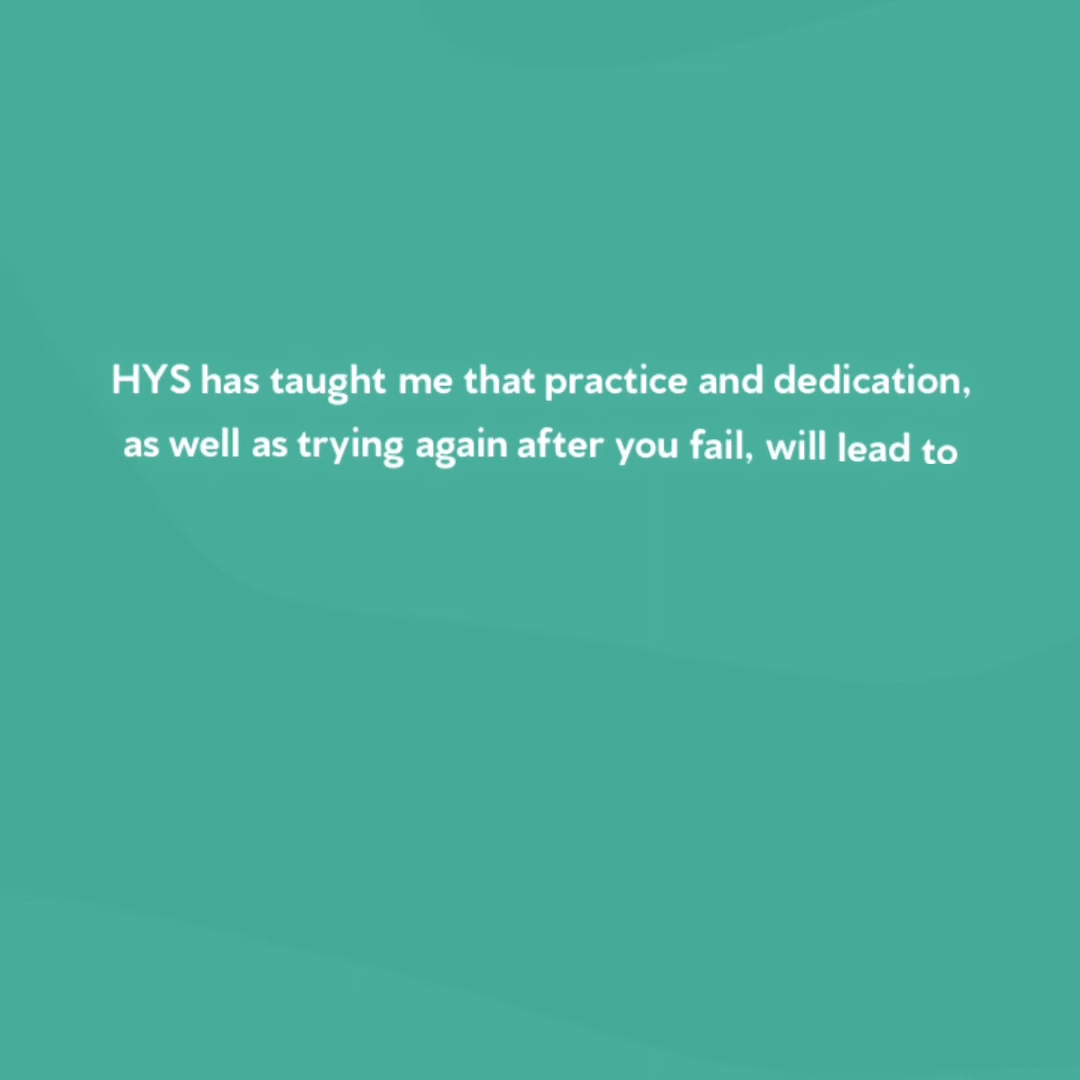 HYS has taught me that practice and dedication,
as well as trying again after you fail, will lead to